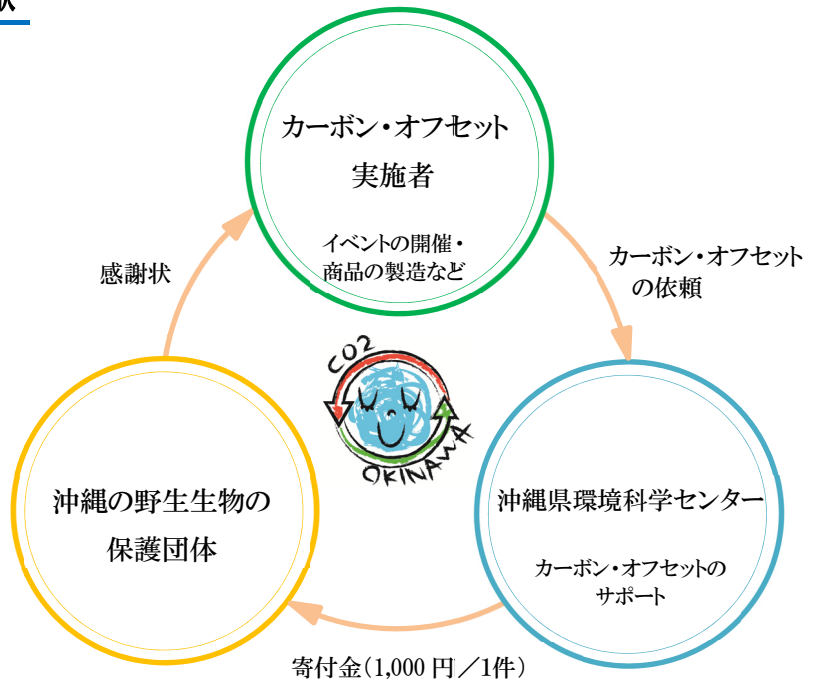 カーボン・オフセット
実施者
イベントの開催・
商品の製造など
感謝状
カーボン・オフセット
の依頼
CO2
OKINAWA
沖縄の野生生物の
保護団体
沖縄県環境科学センター
カーボン・オフセットの
サポート
寄付金(1,000 円/1件)